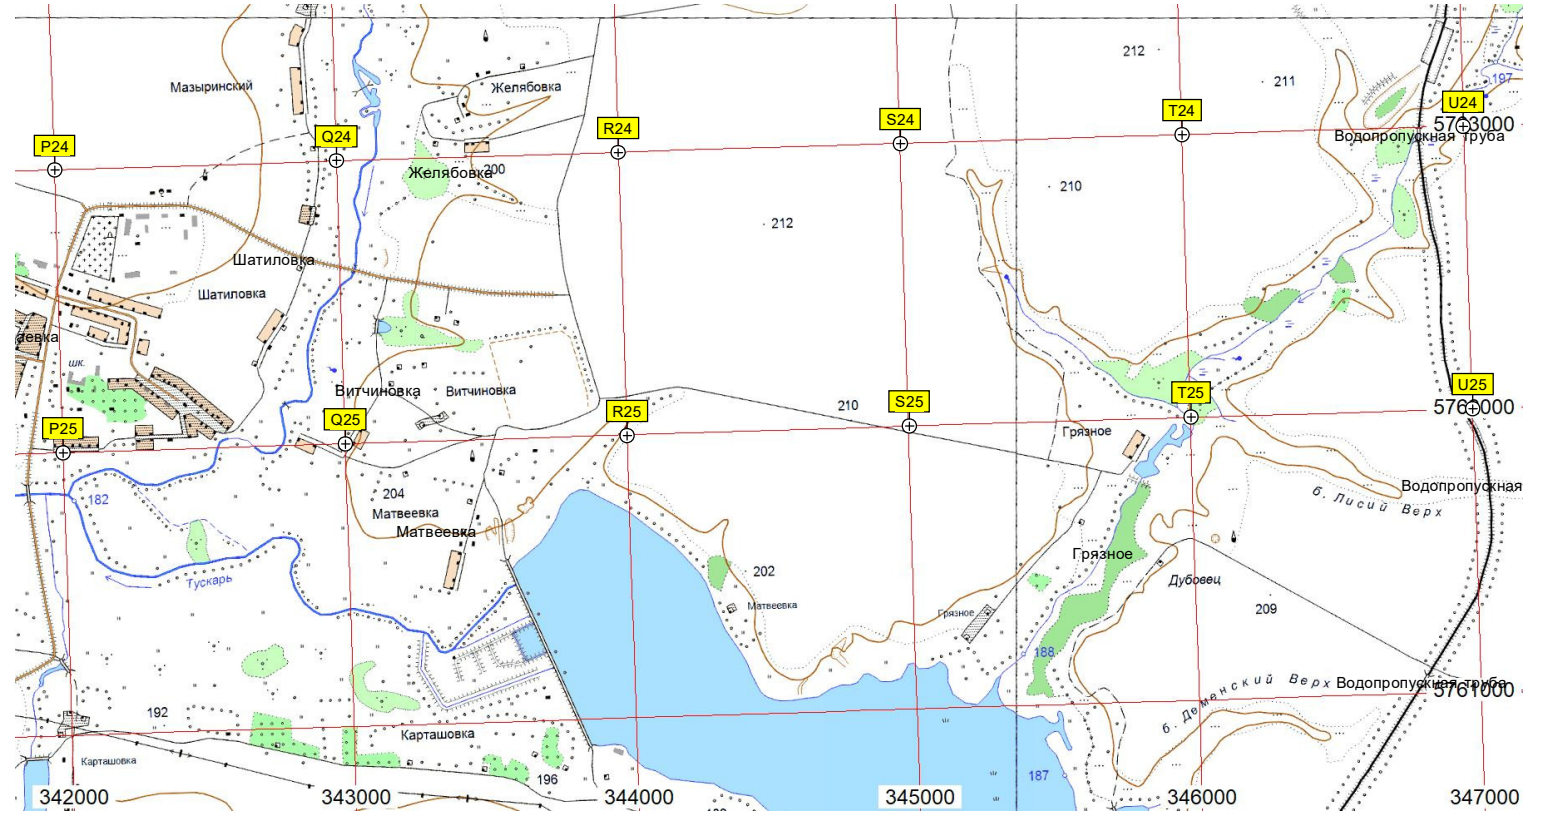 212
211
197
Мазыринский
Желябовка
U24
T24
S24
R24
Q24
P24
Водопропускная труба
Желябовка
200
210
212
Шатиловка
Шатиловка
шк.
Витчиновка
Витчиновка
210
U25
T25
S25
R25
Q25
P25
Грязное
182
204
Матвеевка
Матвеевка
Водопропускная
б. Лисий Верх
Грязное
Дубовец
202
Тускарь
Матвеевка
Грязное
209
188
б. Деменский Верх
Водопропускная труба
5761000
192
Карташовка
Карташовка
196
187
342000
343000
344000
345000
346000
347000